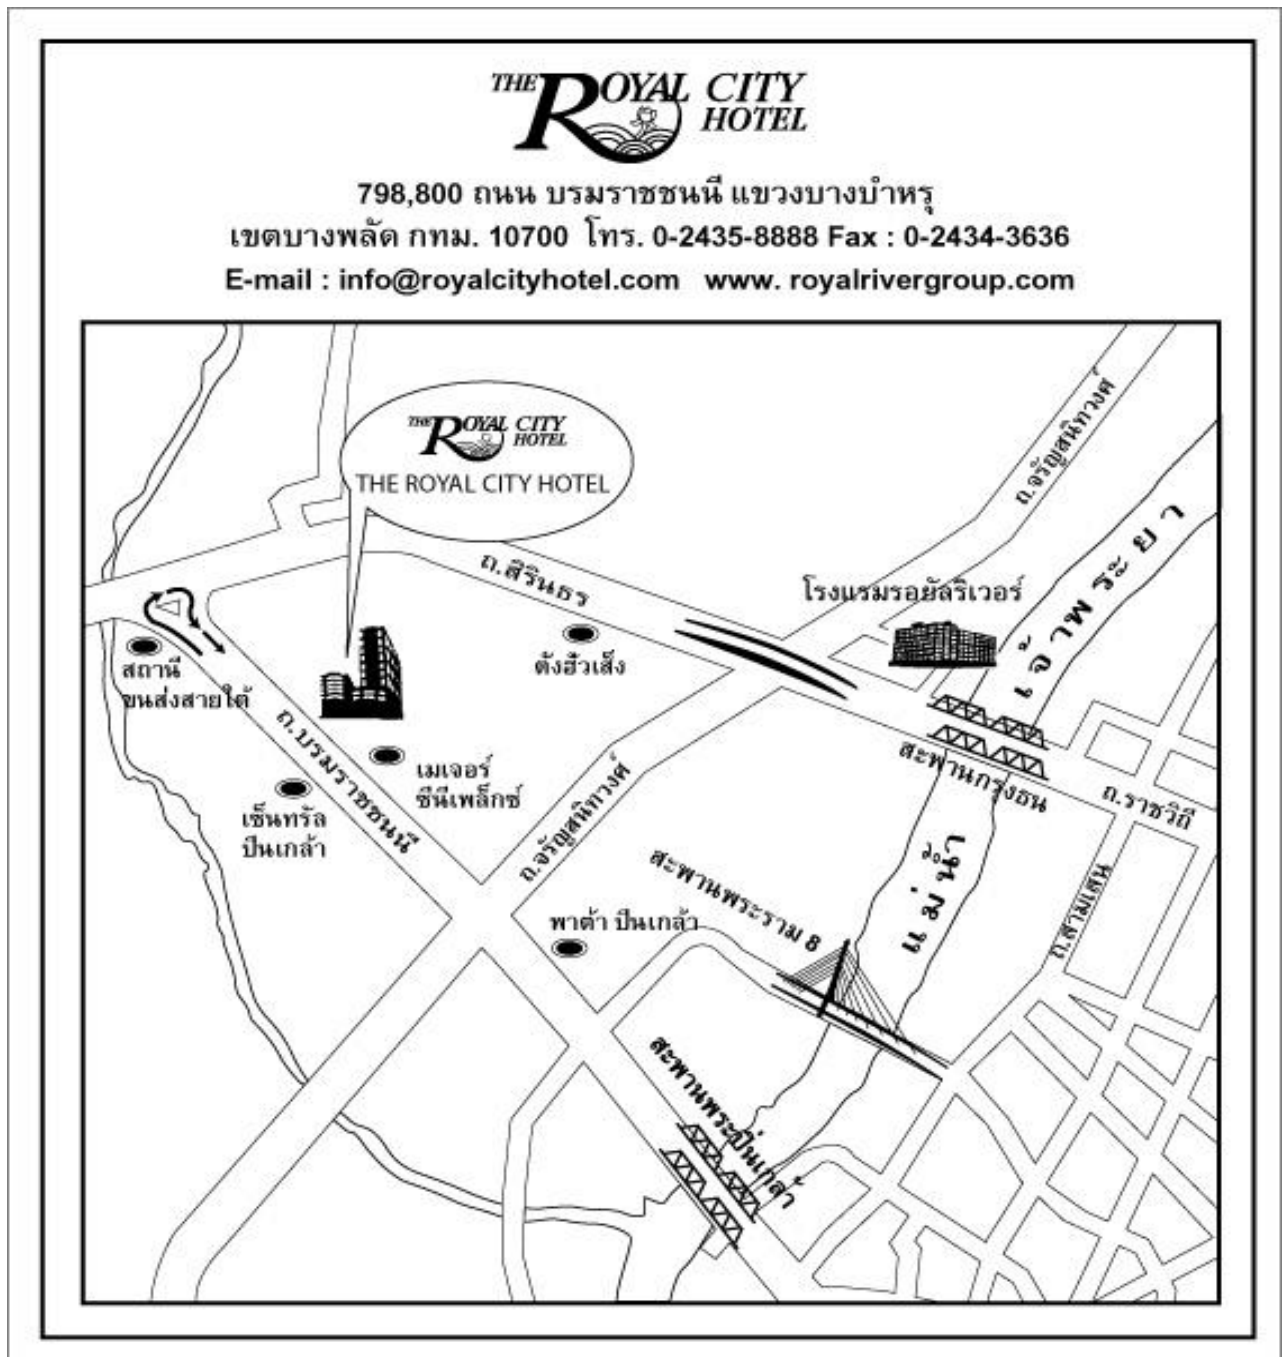 THE ROYAL CITY
HOTEL
798,800 ถนน บรมราชชนนี แขวงบางบำหรุ
เขตบางพลัด กทม. 10700 โทร. 0-2435-8888 Fax : 0-2434-3636
E-mail : info@royalcityhotel.com www. royalrivergroup.com
THE ROYAL CITY
HOTEL
THE ROYAL CITY HOTEL
ถ.จรัญสนิทวงศ์
ถ.สิรินธร
โรงแรมรอยัลริเวอร์
เจ้าพระยา
ตั้งฮั่วเส็ง
สถานี
ขนส่งสายใต้
ถ.บรมราชชนนี
เมเจอร์
ซีนีเพล็กซ์
เซ็นทรัล
ปิ่นเกล้า
ถ.จรัญสนิทวงศ์
สะพานกรุงธน
ถ.ราชวิถี
แม่น้ำ
สะพานพระราม 8
ถ.สามเสน
พาต้า ปิ่นเกล้า
สะพานพระปิ่นเกล้า